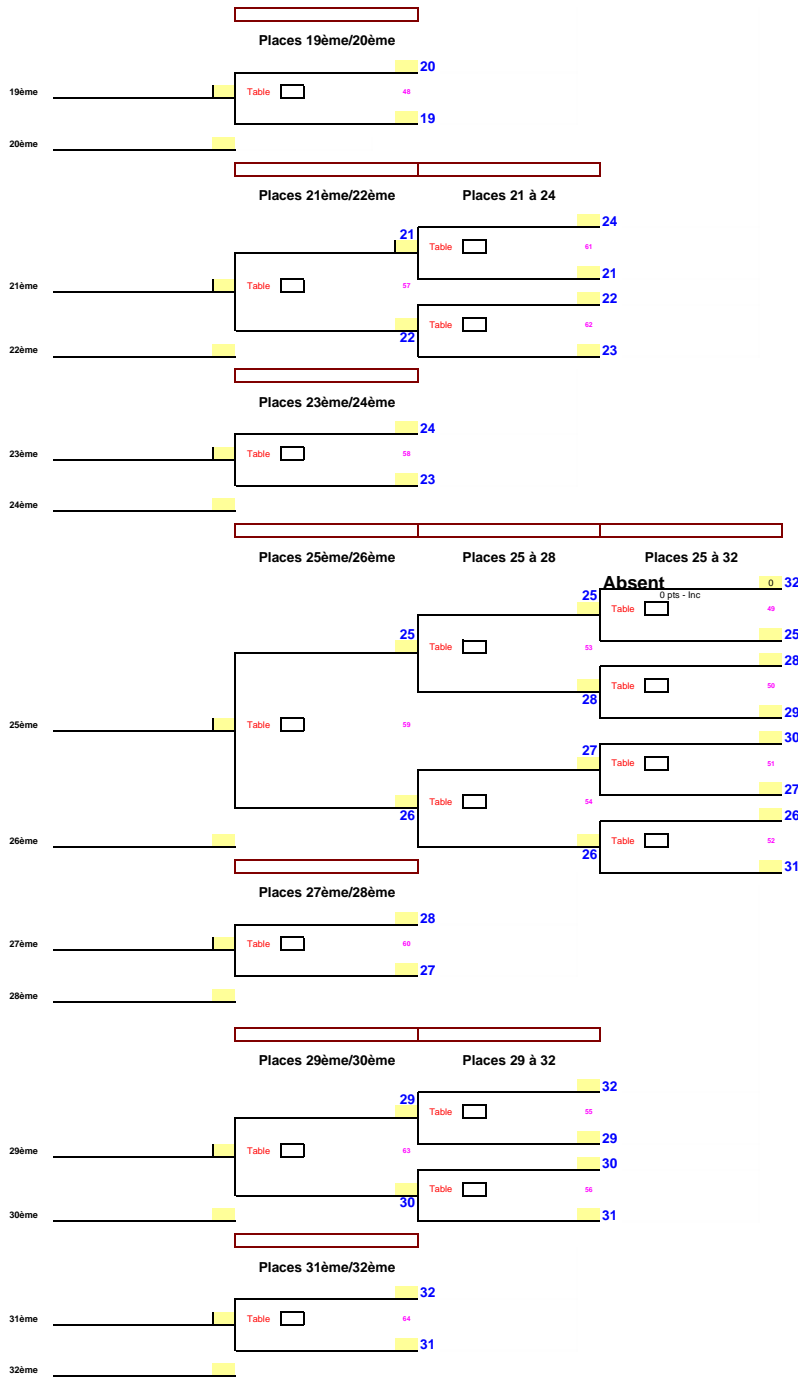 Places 19ème/20ème
20
19ème Table 48
19
20ème
Places 21ème/22ème Places 21 à 24
24
21 Table 61
21
21ème Table 57
22
22 Table 62
22ème 23
Places 23ème/24ème
24
23ème Table 58
23
24ème
Places 25ème/26ème Places 25 à 28 Places 25 à 32
Absent 0 32
25 0 pts - Inc
Table 49
25 25
Table 53
28
28 Table 50
29
25ème Table 59
30
27 Table 51
27
Table 54
26 26
26ème Table 52
26
31
Places 27ème/28ème
28
27ème Table 60
27
28ème
Places 29ème/30ème Places 29 à 32
32
29 Table 55
29
29ème Table 63
30
30 Table 56
30ème 31
Places 31ème/32ème
32
31ème Table 64
31
32ème